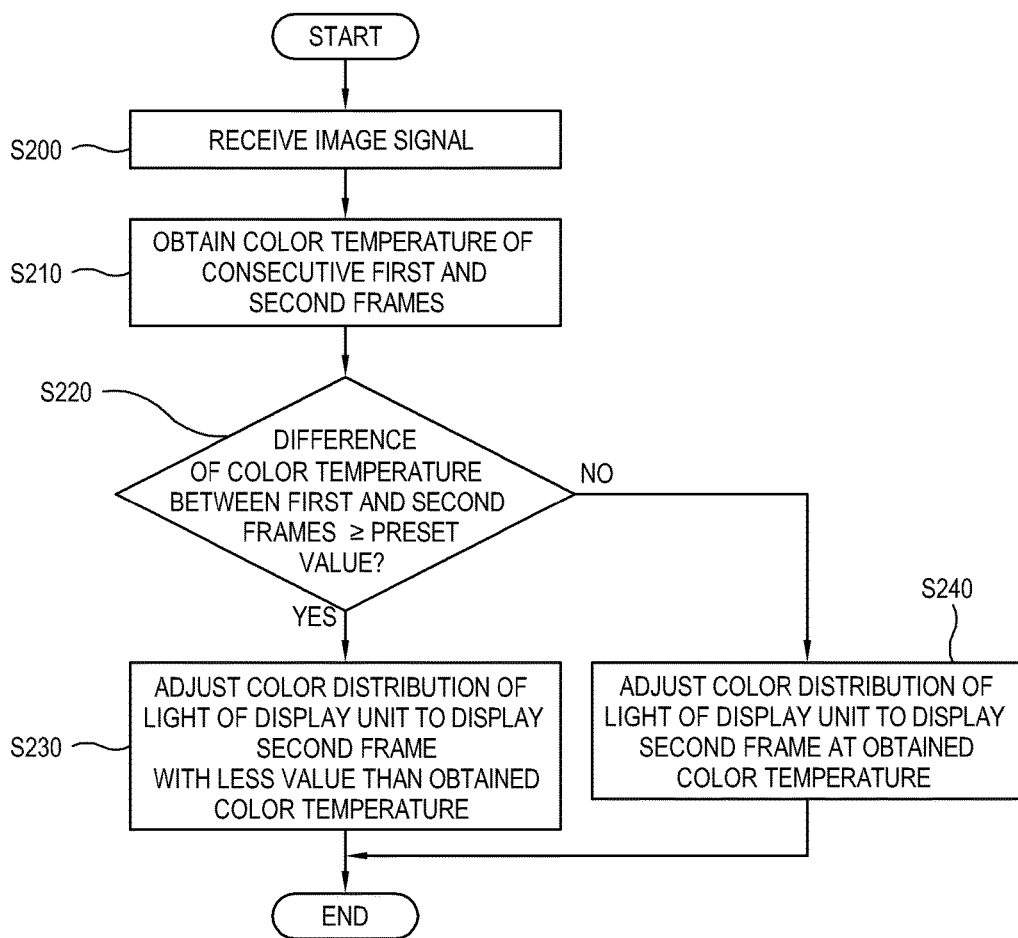 START
S200
RECEIVE IMAGE SIGNAL
S210
OBTAIN COLOR TEMPERATURE OF
CONSECUTIVE FIRST AND
SECOND FRAMES
S220
DIFFERENCE
OF COLOR TEMPERATURE
BETWEEN FIRST AND SECOND
FRAMES ≥ PRESET
VALUE?
NO
YES
S230
ADJUST COLOR DISTRIBUTION OF
LIGHT OF DISPLAY UNIT TO DISPLAY
SECOND FRAME
WITH LESS VALUE THAN OBTAINED
COLOR TEMPERATURE
S240
ADJUST COLOR DISTRIBUTION OF
LIGHT OF DISPLAY UNIT TO DISPLAY
SECOND FRAME AT OBTAINED
COLOR TEMPERATURE
END